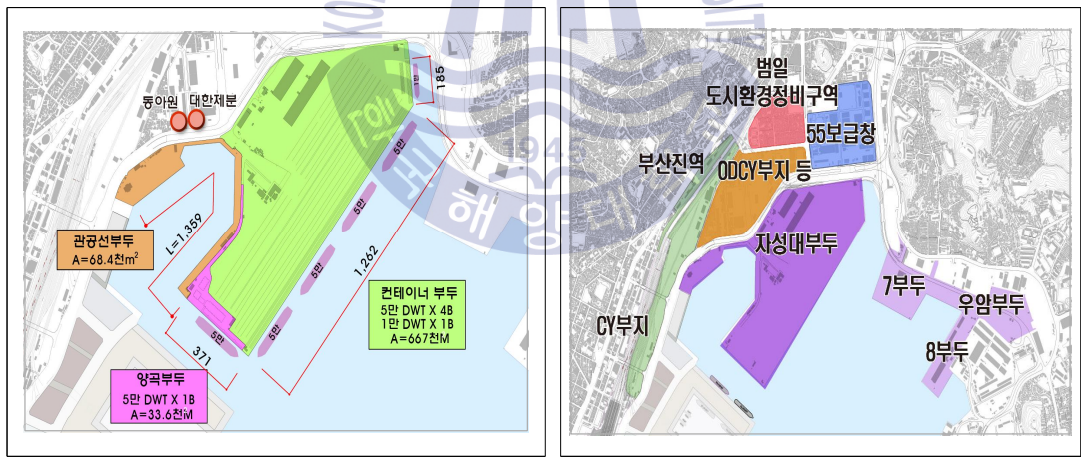 동아원
대한제분
185
5만
5만
5만
5만
5만
1,262
L=1,359
371
관공선부두
A=68.4천m²
컨테이너 부두
5만 DWT X 4B
1만 DWT X 1B
A=667천M
양곡부두
5만 DWT X 1B
A=33.6천M
범일
도시환경정비구역
55보급창
부산진역
ODCY부지 등
자성대부두
7부두
우암부두
8부두
CY부지
194
해양